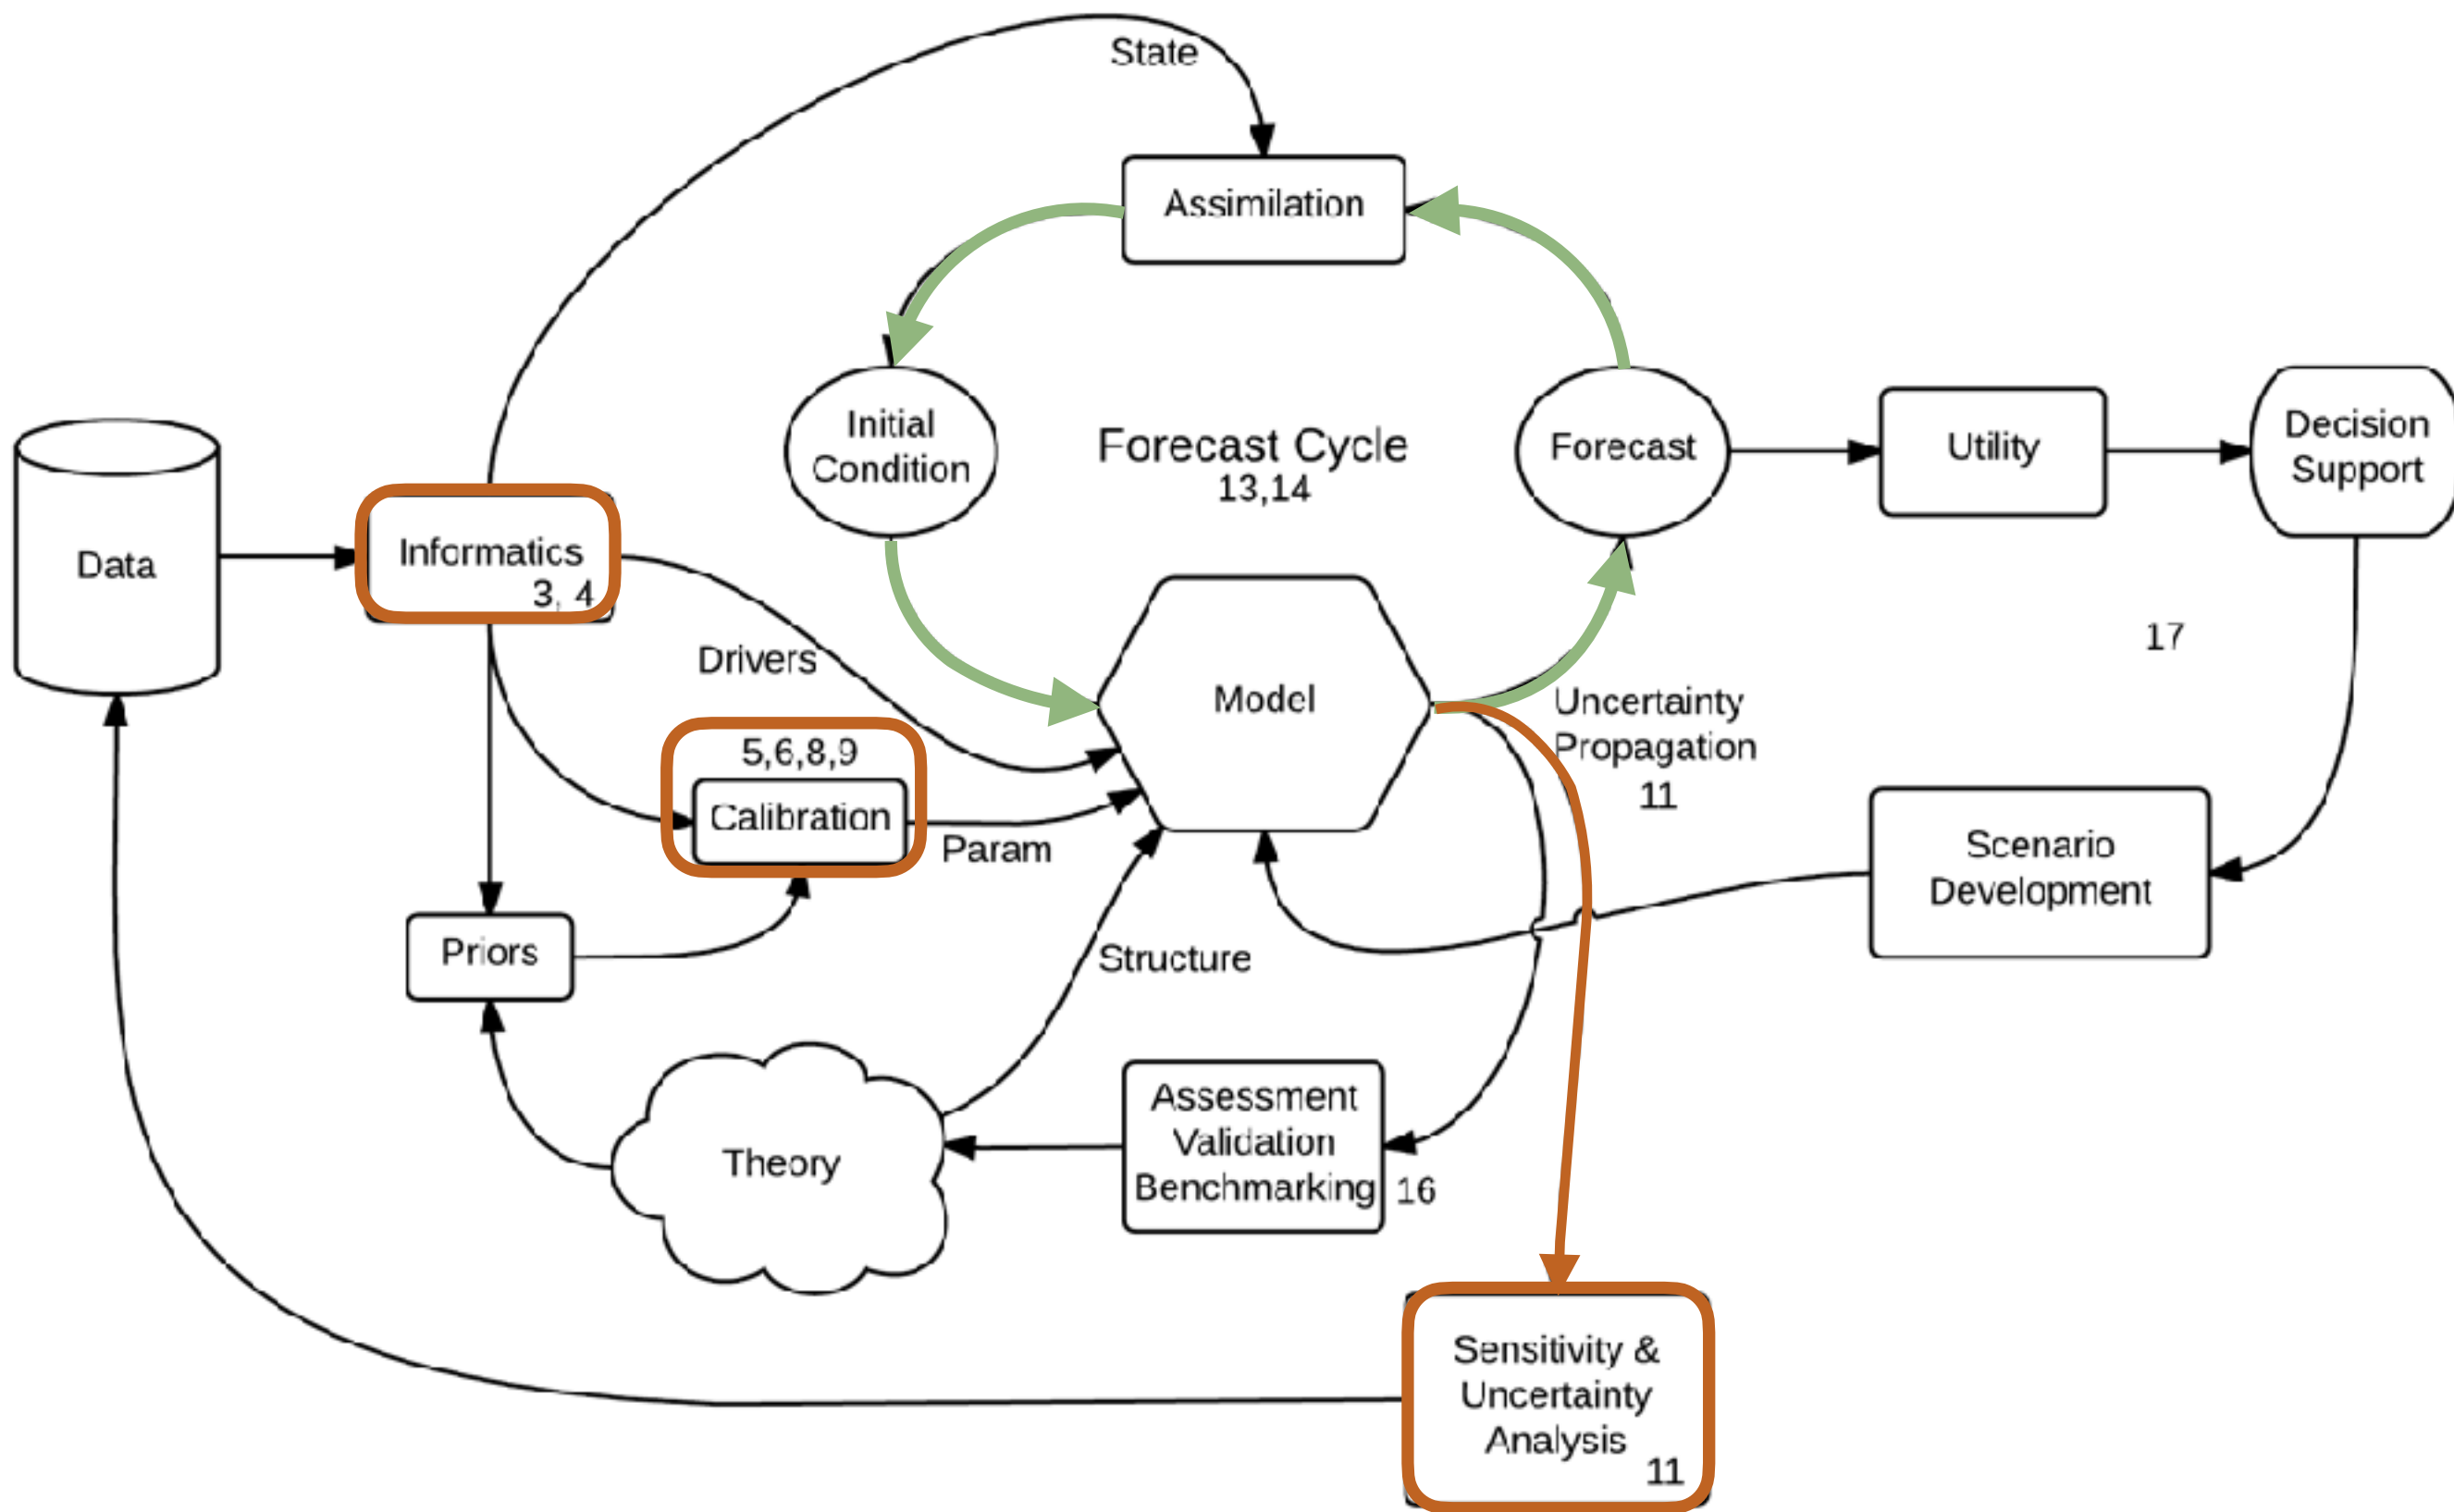 State
Assimilation
Initial
Condition
Forecast Cycle
13,14
Forecast
Utility
Decision
Support
Data
Informatics
3, 4
Drivers
17
Model
Uncertainty
Propagation
11
5,6,8,9
Calibration
Param
Scenario
Development
Priors
Structure
Theory
Assessment
Validation
Benchmarking
16
Sensitivity &
Uncertainty
Analysis
11